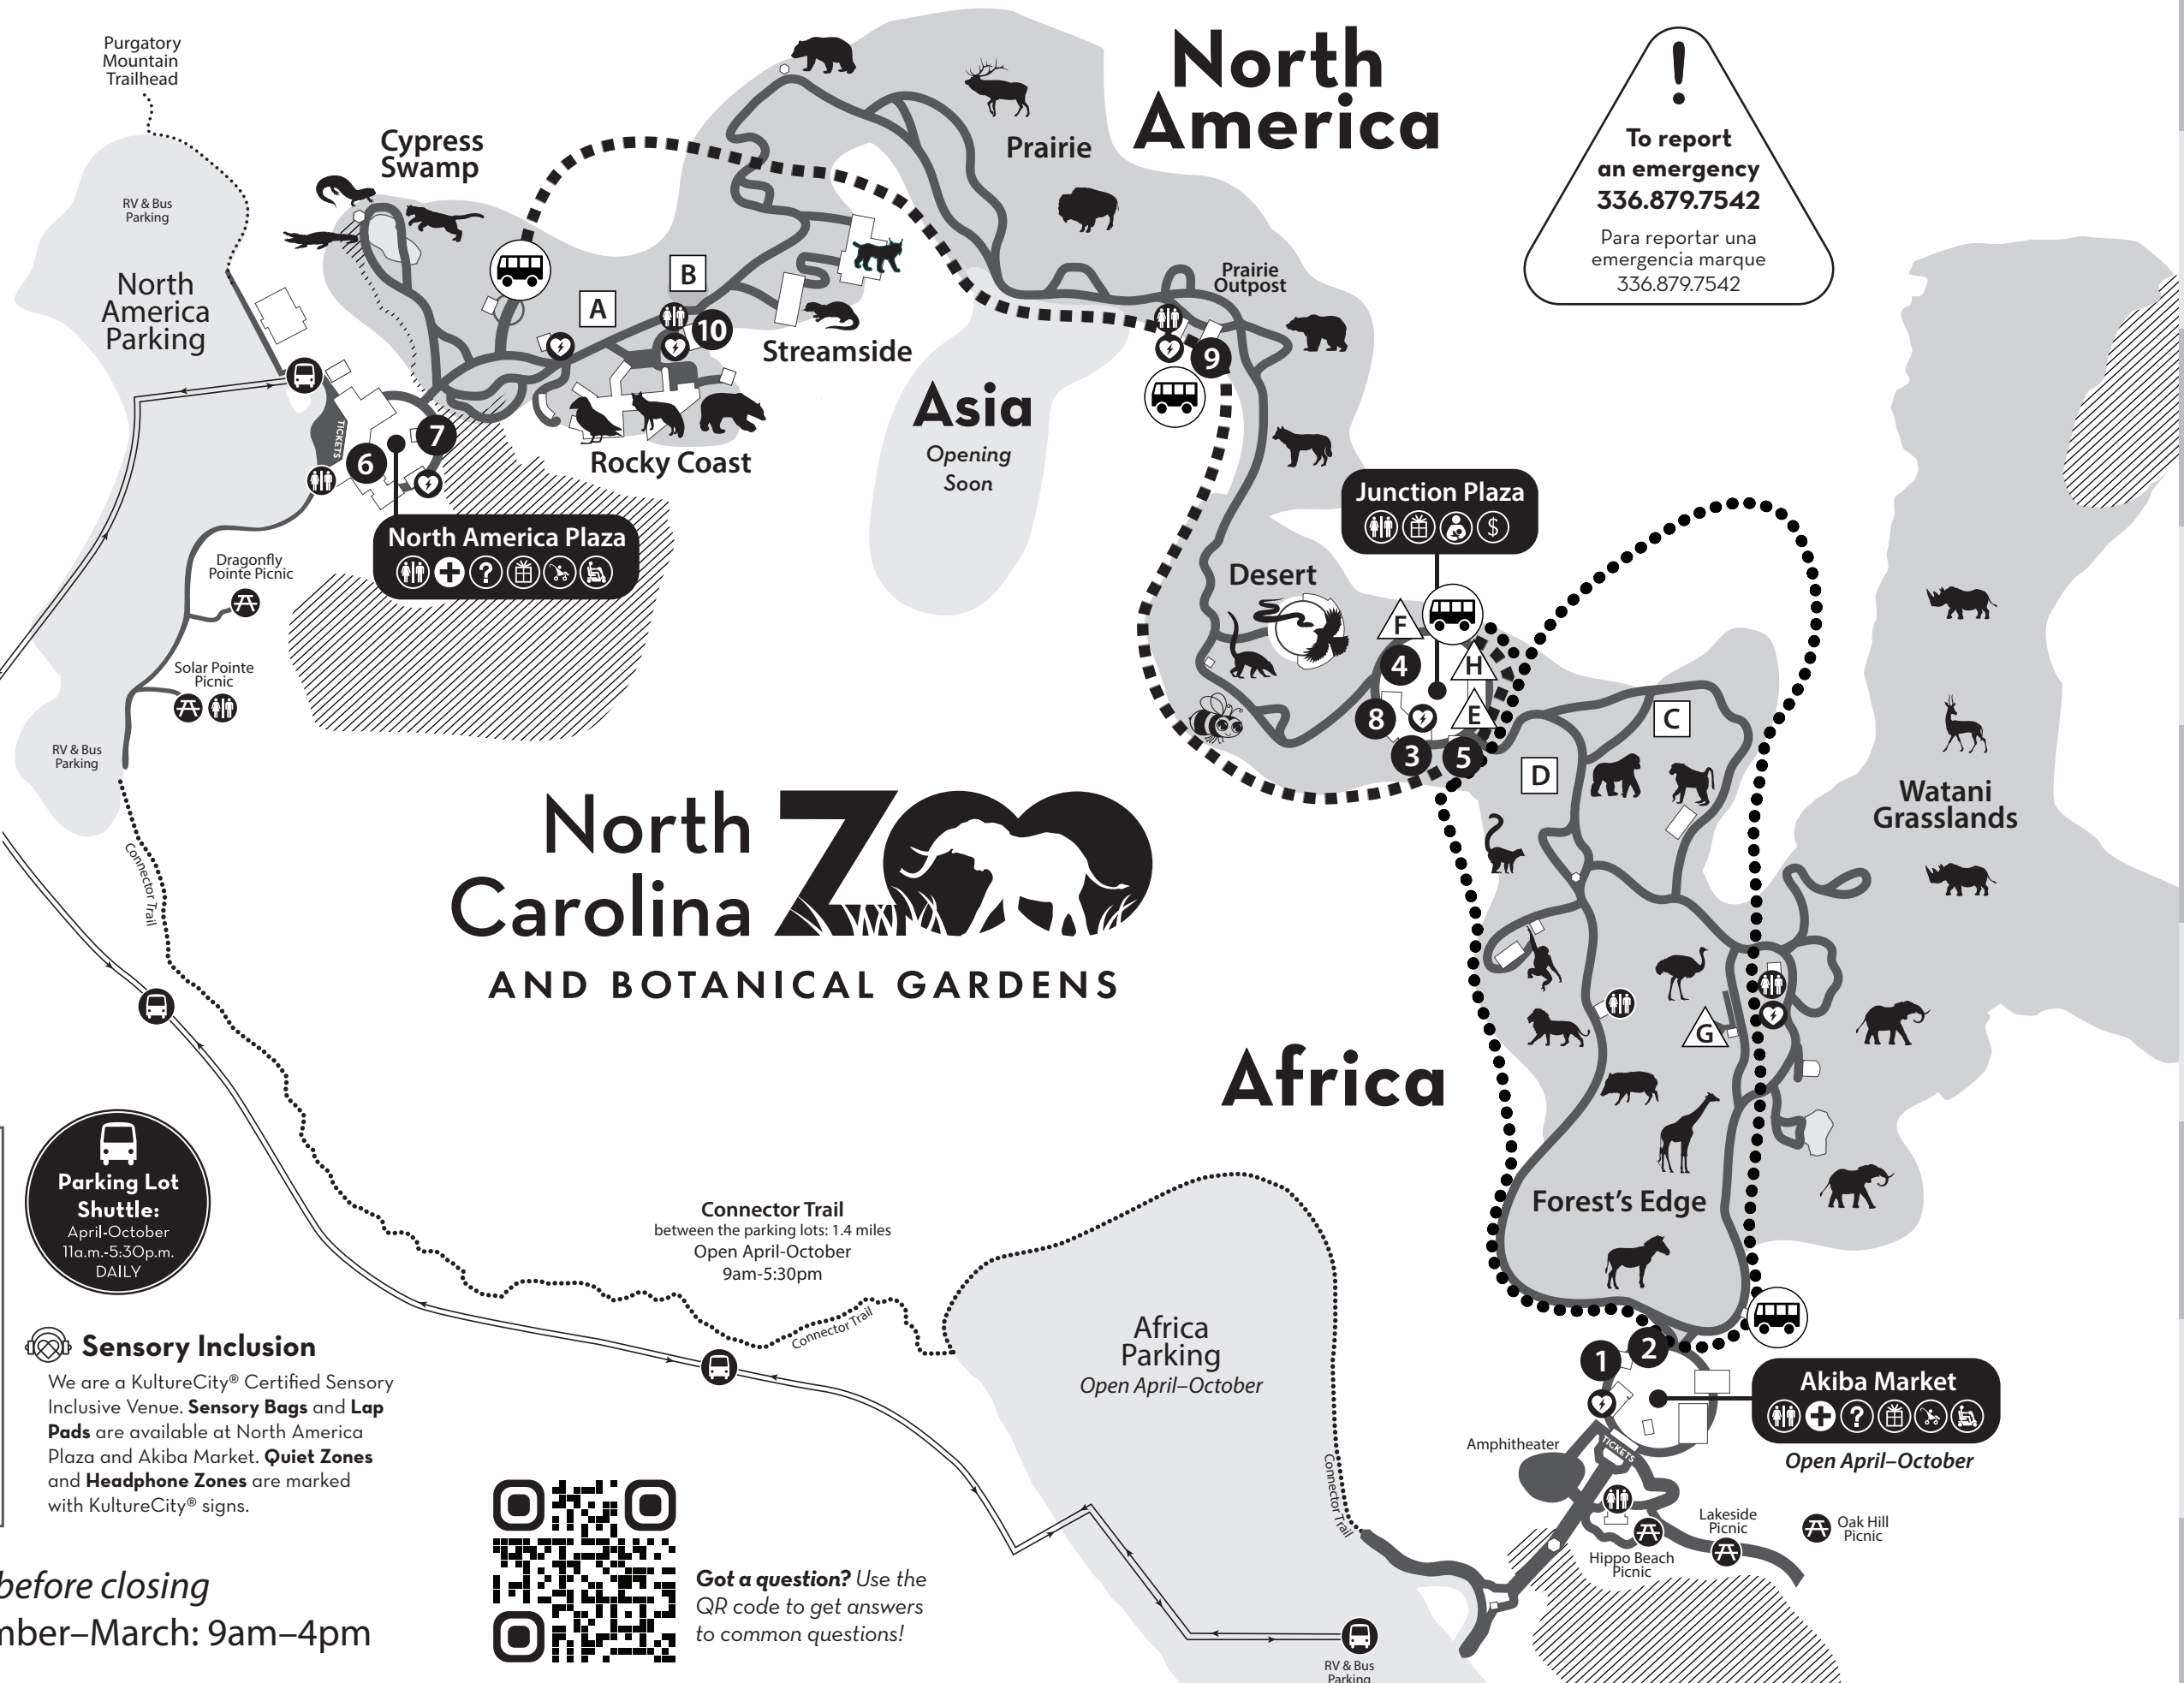 Purgatory
Mountain
Trailhead
RV & Bus
Parking
North
America
Parking
Cypress
Swamp
A
B
10
Streamside
Rocky Coast
TICKETS
6
7
North America Plaza
?
Dragonfly
Pointe Picnic
Solar Pointe
Picnic
RV & Bus
Parking
Connector Trail
North
America
Prairie
Prairie
Outpost
9
Asia
Opening
Soon
!
To report
an emergency
336.879.7542
Para reportar una
emergencia marque
336.879.7542
Junction Plaza
$
Desert
F
4
H
8
E
3
5
C
D
Watani
Grasslands
North
Carolina
ZOO
AND BOTANICAL GARDENS
Africa
G
Forest's Edge
Parking Lot
Shuttle:
April-October
11a.m.-5:30p.m.
DAILY
Connector Trail
between the parking lots: 1.4 miles
Open April-October
9am-5:30pm
Connector Trail
Africa
Parking
Open April–October
Connector Trail
1
2
Akiba Market
?
Open April–October
Amphitheater
TICKETS
Lakeside
Picnic
Oak Hill
Picnic
Hippo Beach
Picnic
RV & Bus
Parking
Sensory Inclusion
We are a KultureCity® Certified Sensory
Inclusive Venue. Sensory Bags and Lap
Pads are available at North America
Plaza and Akiba Market. Quiet Zones
and Headphone Zones are marked
with KultureCity® signs.
before closing
mber–March: 9am–4pm
Got a question? Use the
QR code to get answers
to common questions!